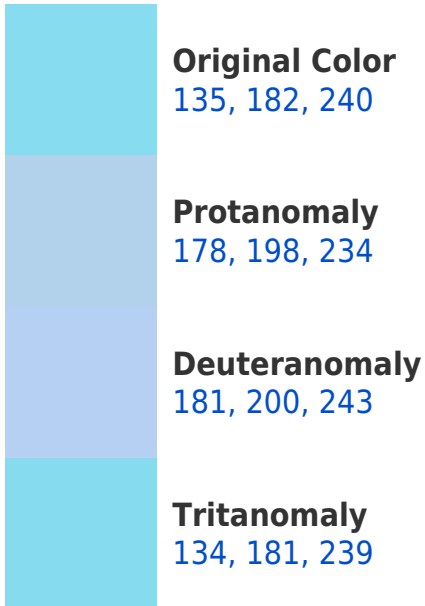 Original Color
135, 182, 240
Protanomaly
178, 198, 234
Deuteranomaly
181, 200, 243
Tritanomaly
134, 181, 239